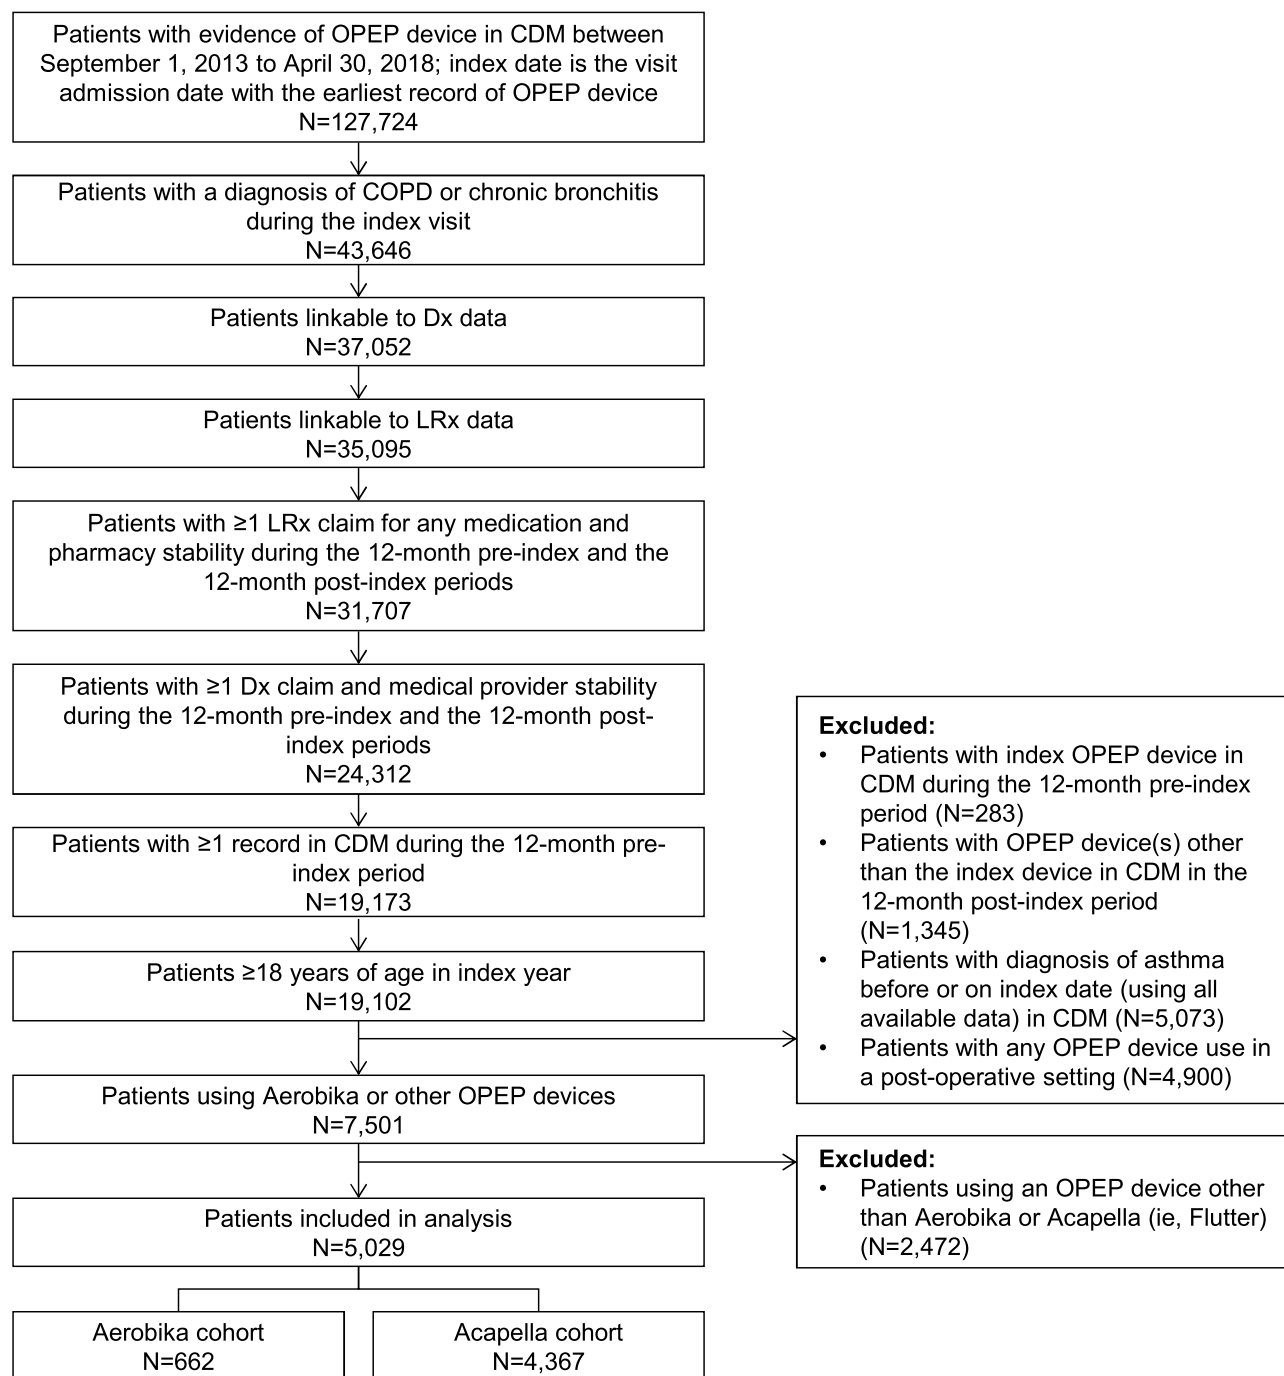 Patients with evidence of OPEP device in CDM between
September 1, 2013 to April 30, 2018; index date is the visit
admission date with the earliest record of OPEP device
N=127,724
Patients with a diagnosis of COPD or chronic bronchitis
during the index visit
N=43,646
Patients linkable to Dx data
N=37,052
Patients linkable to LRx data
N=35,095
Patients with ≥1 LRx claim for any medication and
pharmacy stability during the 12-month pre-index and the
12-month post-index periods
N=31,707
Patients with ≥1 Dx claim and medical provider stability
during the 12-month pre-index and the 12-month post-
index periods
N=24,312
Patients with ≥1 record in CDM during the 12-month pre-
index period
N=19,173
Patients ≥18 years of age in index year
N=19,102
Excluded:
• Patients with index OPEP device in
CDM during the 12-month pre-index
period (N=283)
• Patients with OPEP device(s) other
than the index device in CDM in the
12-month post-index period
(N=1,345)
• Patients with diagnosis of asthma
before or on index date (using all
available data) in CDM (N=5,073)
• Patients with any OPEP device use in
a post-operative setting (N=4,900)
Patients using Aerobika or other OPEP devices
N=7,501
Excluded:
• Patients using an OPEP device other
than Aerobika or Acapella (ie, Flutter)
(N=2,472)
Patients included in analysis
N=5,029
Aerobika cohort
N=662
Acapella cohort
N=4,367